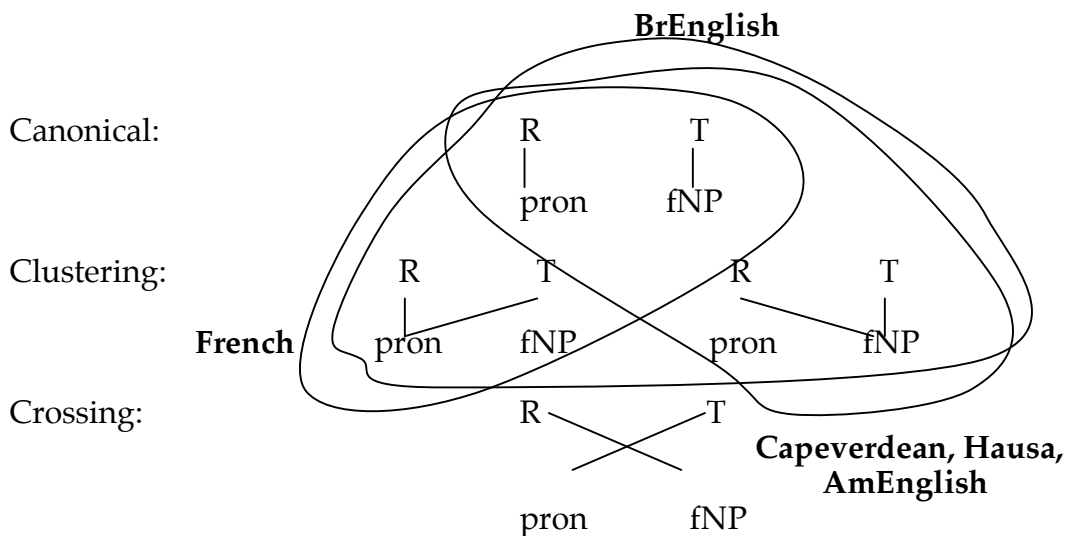 BrEnglish
Canonical: R T
pron fNP
Clustering: R T R T
French pron fNP pron fNP
Crossing: R T
Capeverdean, Hausa,
AmEnglish
pron fNP